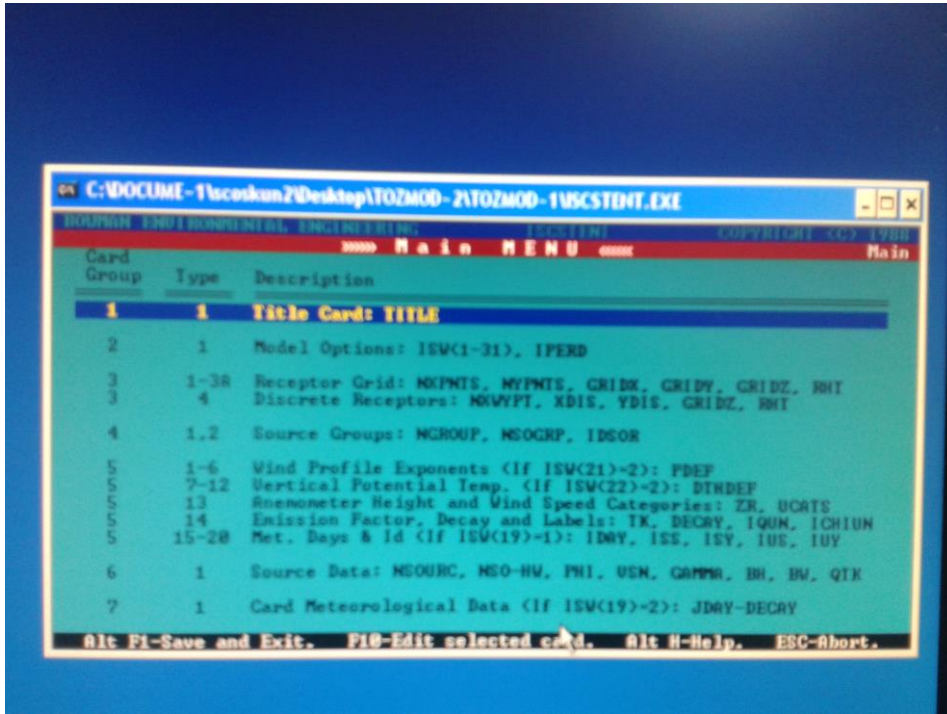 C:\DOCUME~1\scoskun2\Desktop\TOZMOD~2\TOZMOD~1\ISCSTENT.EXE
BOUMAN ENVIRONMENTAL ENGINEERING ISCSTENT COPYRIGHT (C) 1988
»»»» Main MENU «««« Main
Card
Group Type Description
1 1 Title Card: TITLE
2 1 Model Options: ISW(1-31), IPERD
3 1-3A Receptor Grid: NXPNTS, NYPNTS, GRIDX, GRIDY, GRIDZ, RHT
3 4 Discrete Receptors: NXWYPT, XDIS, YDIS, GRIDZ, RHT
4 1,2 Source Groups: NGROUP, NSOGRP, IDSOR
5 1-6 Wind Profile Exponents (If ISW(21)=2): PDEF
5 7-12 Vertical Potential Temp. (If ISW(22)=2): DTHDEF
5 13 Anemometer Height and Wind Speed Categories: ZR, UCATS
5 14 Emission Factor, Decay and Labels: TK, DECAY, IQUN, ICHIUN
5 15-20 Met. Days & Id (If ISW(19)=1): IDAY, ISS, ISY, IUS, IUY
6 1 Source Data: NSOURC, NSO-HW, PHI, VSN, GAMMA, BH, BW, QTK
7 1 Card Meteorological Data (If ISW(19)=2): JDAY-DECAY
Alt F1-Save and Exit. F10-Edit selected card. Alt H-Help. ESC-Abort.